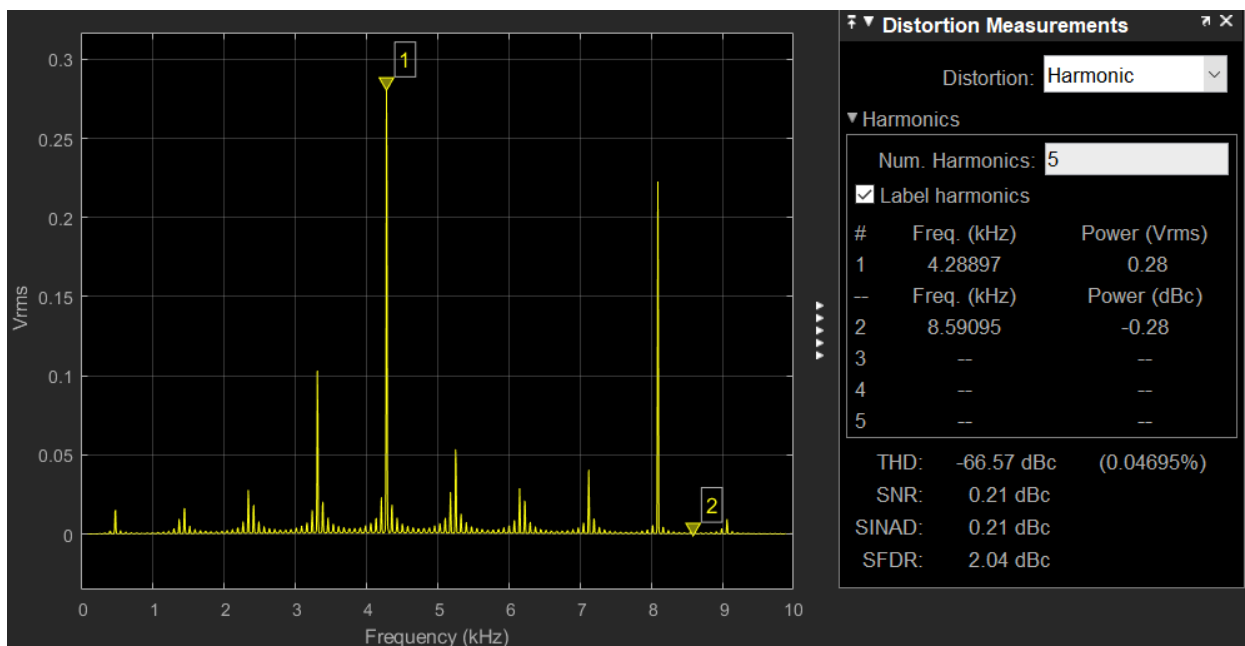 0.3
0.25
0.2
0.15
0.1
0.05
0
Vrms
1
2
0 1 2 3 4 5 6 7 8 9 10
Frequency (kHz)
Distortion Measurements
Distortion: Harmonic
Harmonics
Num. Harmonics: 5
Label harmonics
# Freq. (kHz) Power (Vrms)
1 4.28897 0.28
-- Freq. (kHz) Power (dBc)
2 8.59095 -0.28
3 -- --
4 -- --
5 -- --
THD: -66.57 dBc (0.04695%)
SNR: 0.21 dBc
SINAD: 0.21 dBc
SFDR: 2.04 dBc